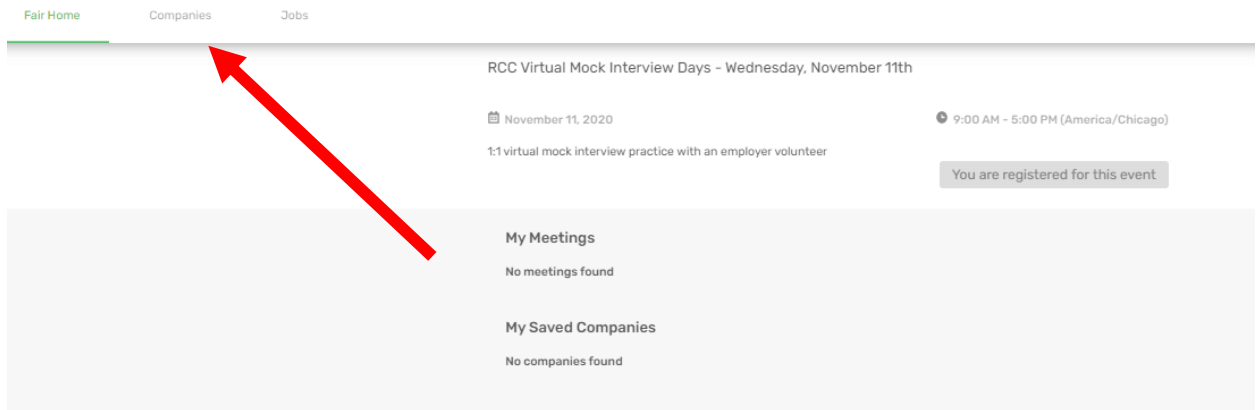 Fair Home Companies Jobs
RCC Virtual Mock Interview Days - Wednesday, November 11th
November 11, 2020 9:00 AM - 5:00 PM (America/Chicago)
1:1 virtual mock interview practice with an employer volunteer
You are registered for this event
My Meetings
No meetings found
My Saved Companies
No companies found